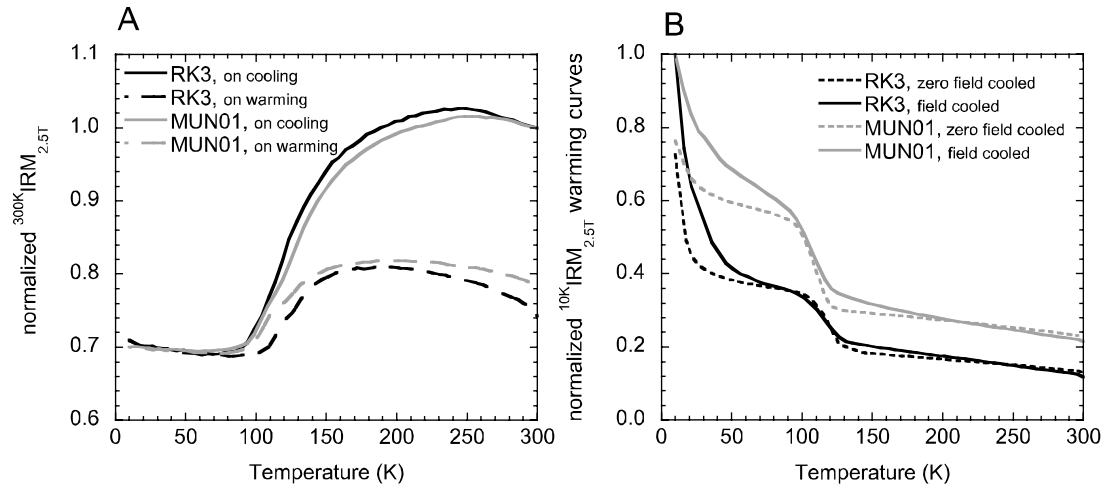 A
normalized 300KIRM2.5T
1.1
1.0
0.9
0.8
0.7
0.6
RK3, on cooling
RK3, on warming
MUN01, on cooling
MUN01, on warming
0 50 100 150 200 250 300
Temperature (K)
B
normalized 10KIRM2.5T warming curves
1.0
0.8
0.6
0.4
0.2
0.0
RK3, zero field cooled
RK3, field cooled
MUN01, zero field cooled
MUN01, field cooled
0 50 100 150 200 250 300
Temperature (K)